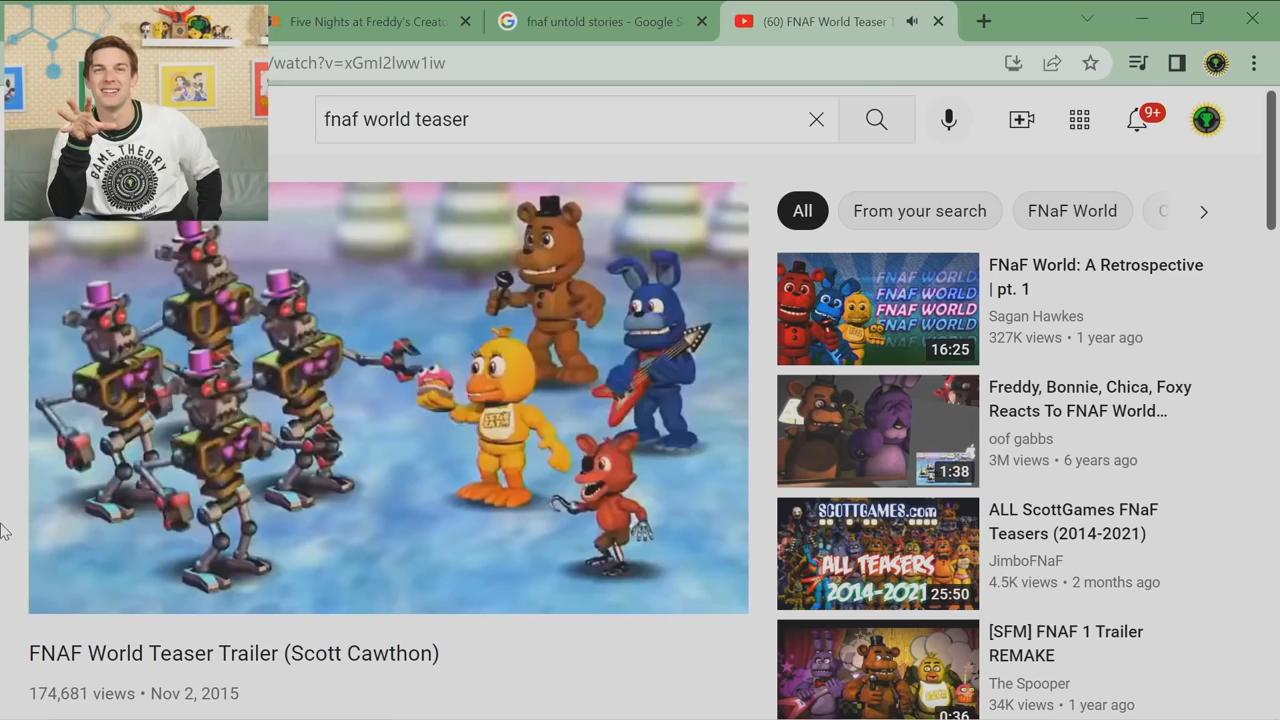 Five Nights at Freddy's Creato
fnaf untold stories - Google S
(60) FNAF World Teaser T
/watch?v=xGmI2lww1iw
fnaf world teaser
9+
GAME THEORY
All
From your search
FNaF World
C
FNAF WORLD
FNAF WORLD
FNAF WORLD
FNAF WORLD
16:25
FNaF World: A Retrospective
| pt. 1
Sagan Hawkes
327K views • 1 year ago
1:38
Freddy, Bonnie, Chica, Foxy
Reacts To FNAF World...
oof gabbs
3M views • 6 years ago
SCOTTGAMES.com
ALL TEASERS
2014-2021
25:50
ALL ScottGames FNaF
Teasers (2014-2021)
JimboFNaF
4.5K views • 2 months ago
0:36
[SFM] FNAF 1 Trailer
REMAKE
The Spooper
34K views • 1 year ago
FNAF World Teaser Trailer (Scott Cawthon)
174,681 views • Nov 2, 2015